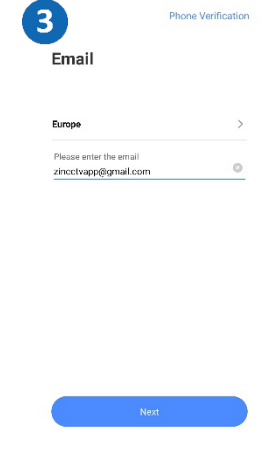 3
Phone Verification
Email
Europe
Please enter the email
zincctvapp@gmail.com
Next